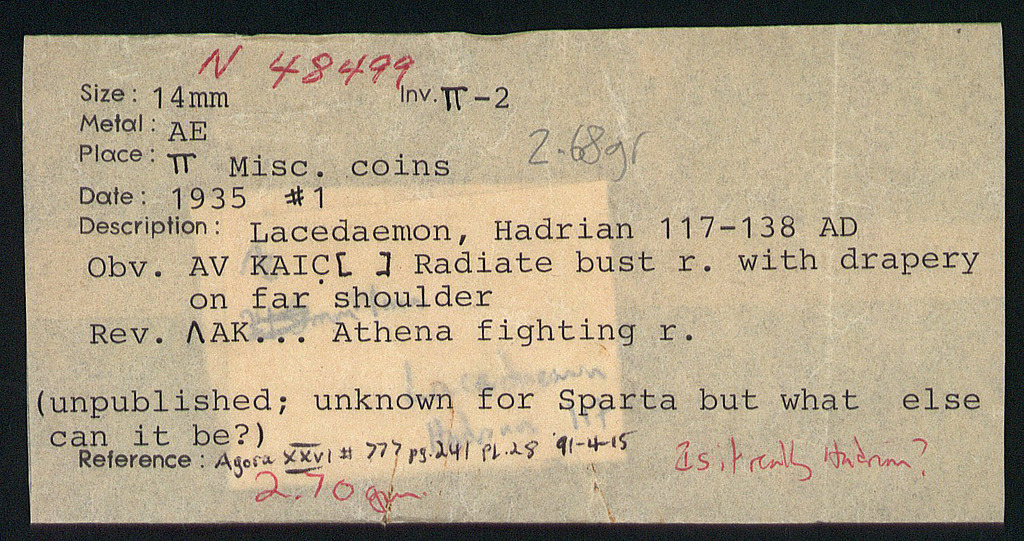 N 48499
Size: 14mm Inv. π-2
Metal: AE
2.68gr
Place: π Misc. coins
Date: 1935 #1
Description: Lacedaemon, Hadrian 117-138 AD
Obv. AV KAIC̣[ ] Radiate bust r. with drapery
on far shoulder
Rev. ΛAK... Athena fighting r.
(unpublished; unknown for Sparta but what else
can it be?)
Reference: Agora XXVI # 777 pg. 241 Pl. 28 '91-4-15
Is it really Hadrian?
2.70 gm.